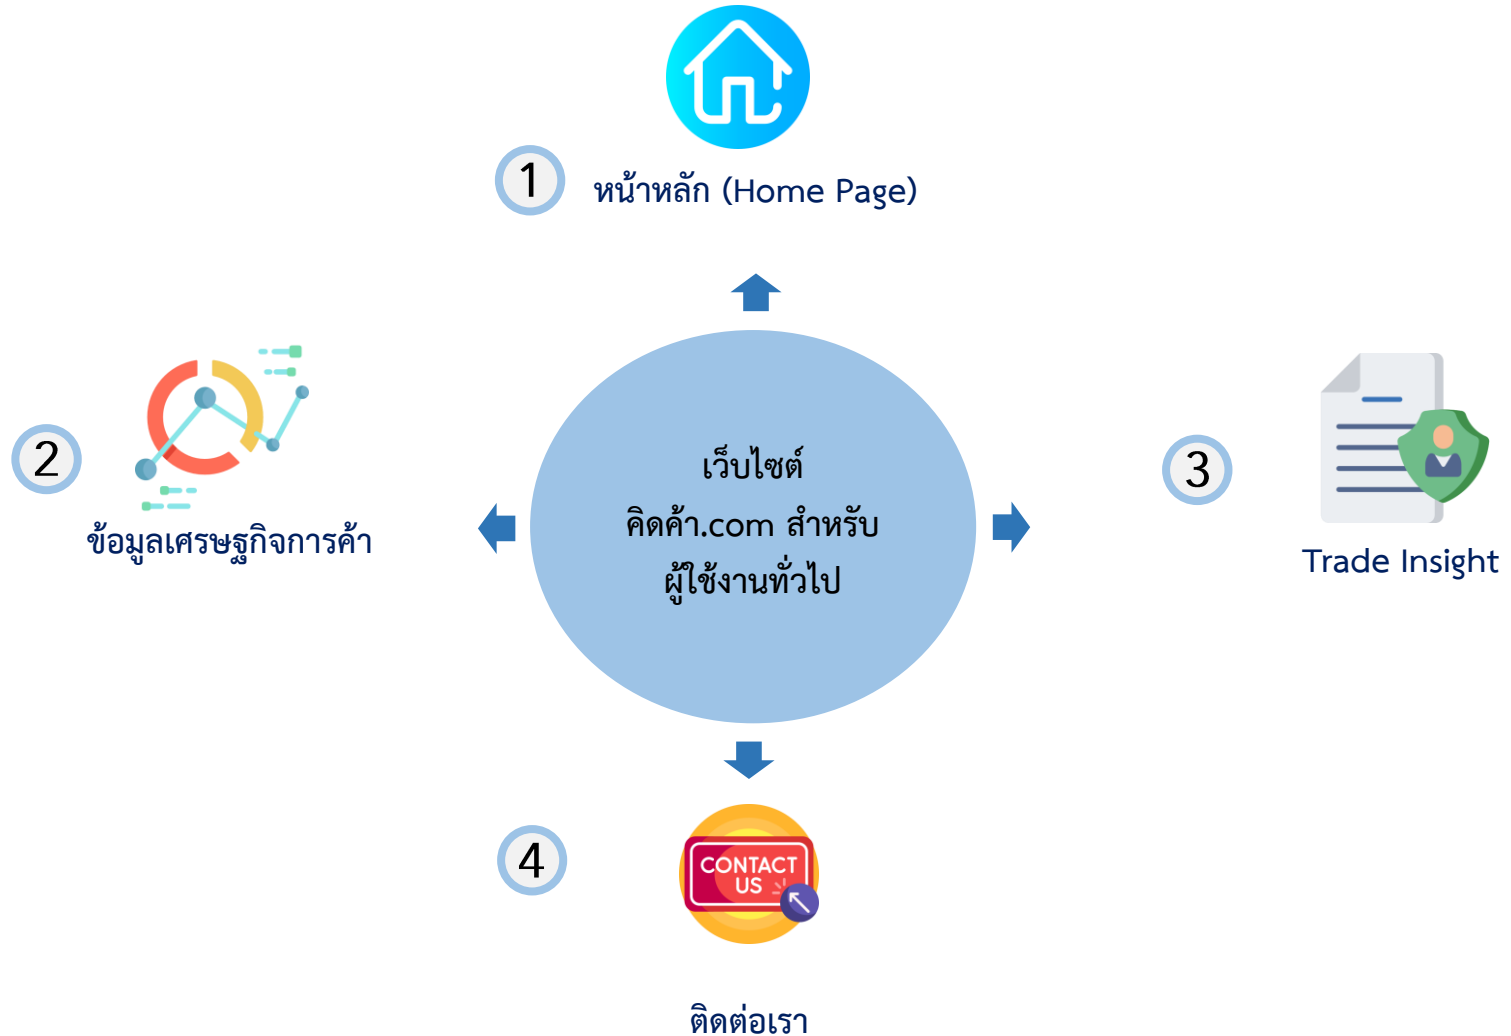 1
หน้าหลัก (Home Page)
2
ข้อมูลเศรษฐกิจการค้า
เว็บไซต์
คิดค้า.com สำหรับ
ผู้ใช้งานทั่วไป
3
Trade Insight
4
CONTACT
US
ติดต่อเรา